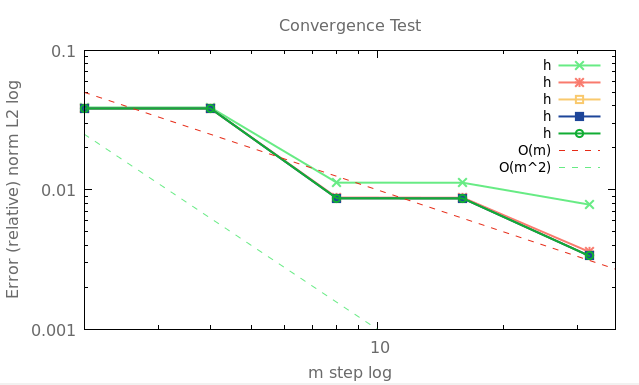 Convergence Test
0.1
0.01
0.001
Error (relative) norm L2 log
h
h
h
h
h
O(m)
O(m^2)
10
m step log